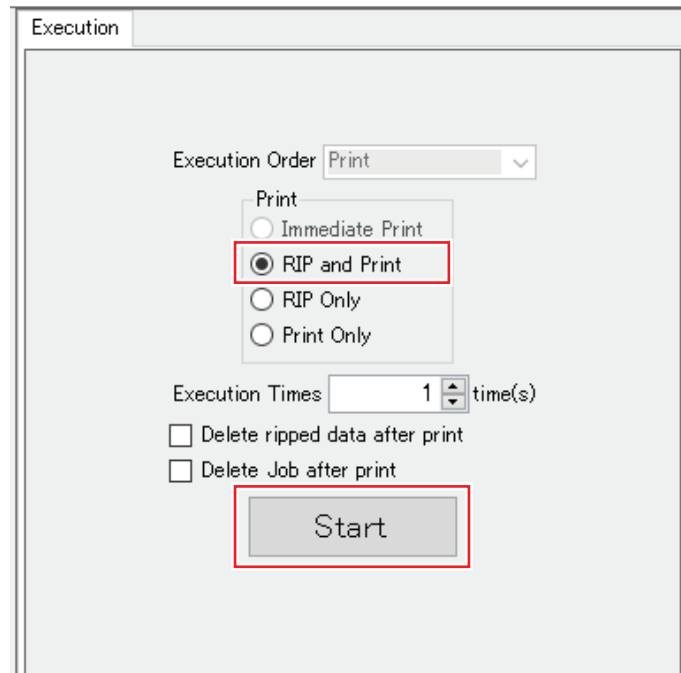 Execution
Execution Order Print
Print
Immediate Print
RIP and Print
RIP Only
Print Only
Execution Times 1 time(s)
Delete ripped data after print
Delete Job after print
Start